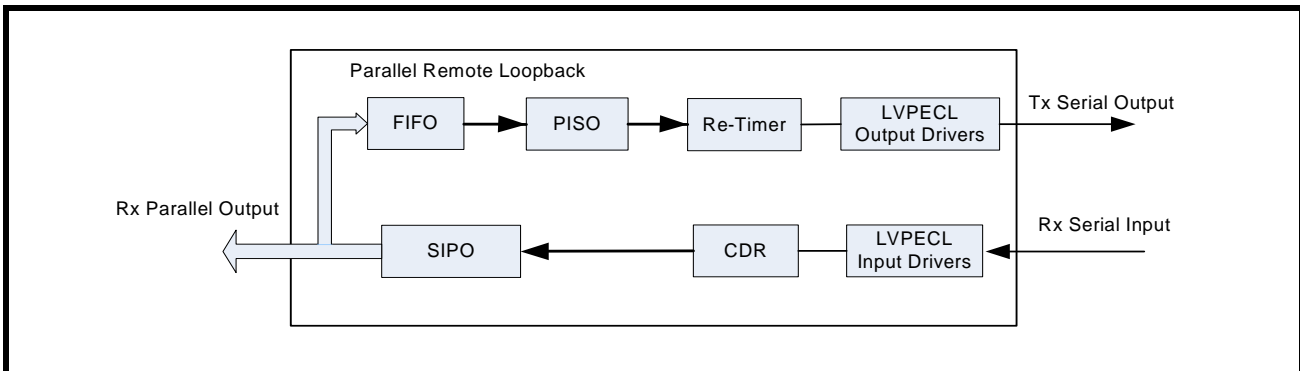 Parallel Remote Loopback
FIFO
PISO
Re-Timer
LVPECL
Output Drivers
Tx Serial Output
Rx Parallel Output
SIPO
CDR
LVPECL
Input Drivers
Rx Serial Input